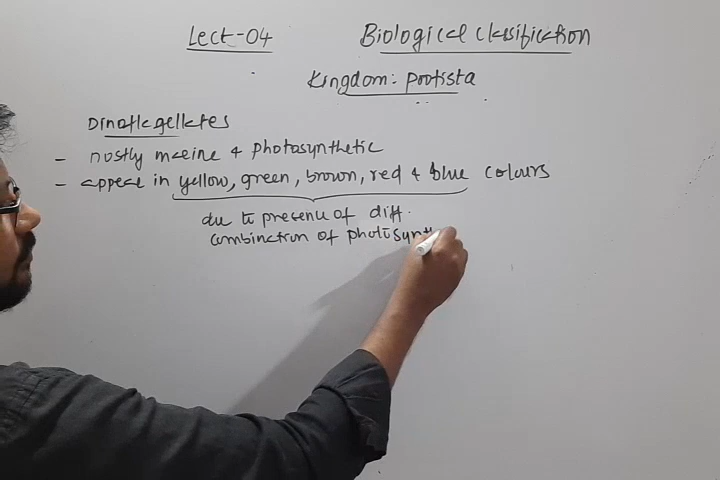 Lect-04
Biological classification
Kingdom: protista
Dinoflagellates
- mostly marine & photosynthetic
- appear in yellow, green, brown, red & blue colours
due to presence of diff.
combination of photosynth